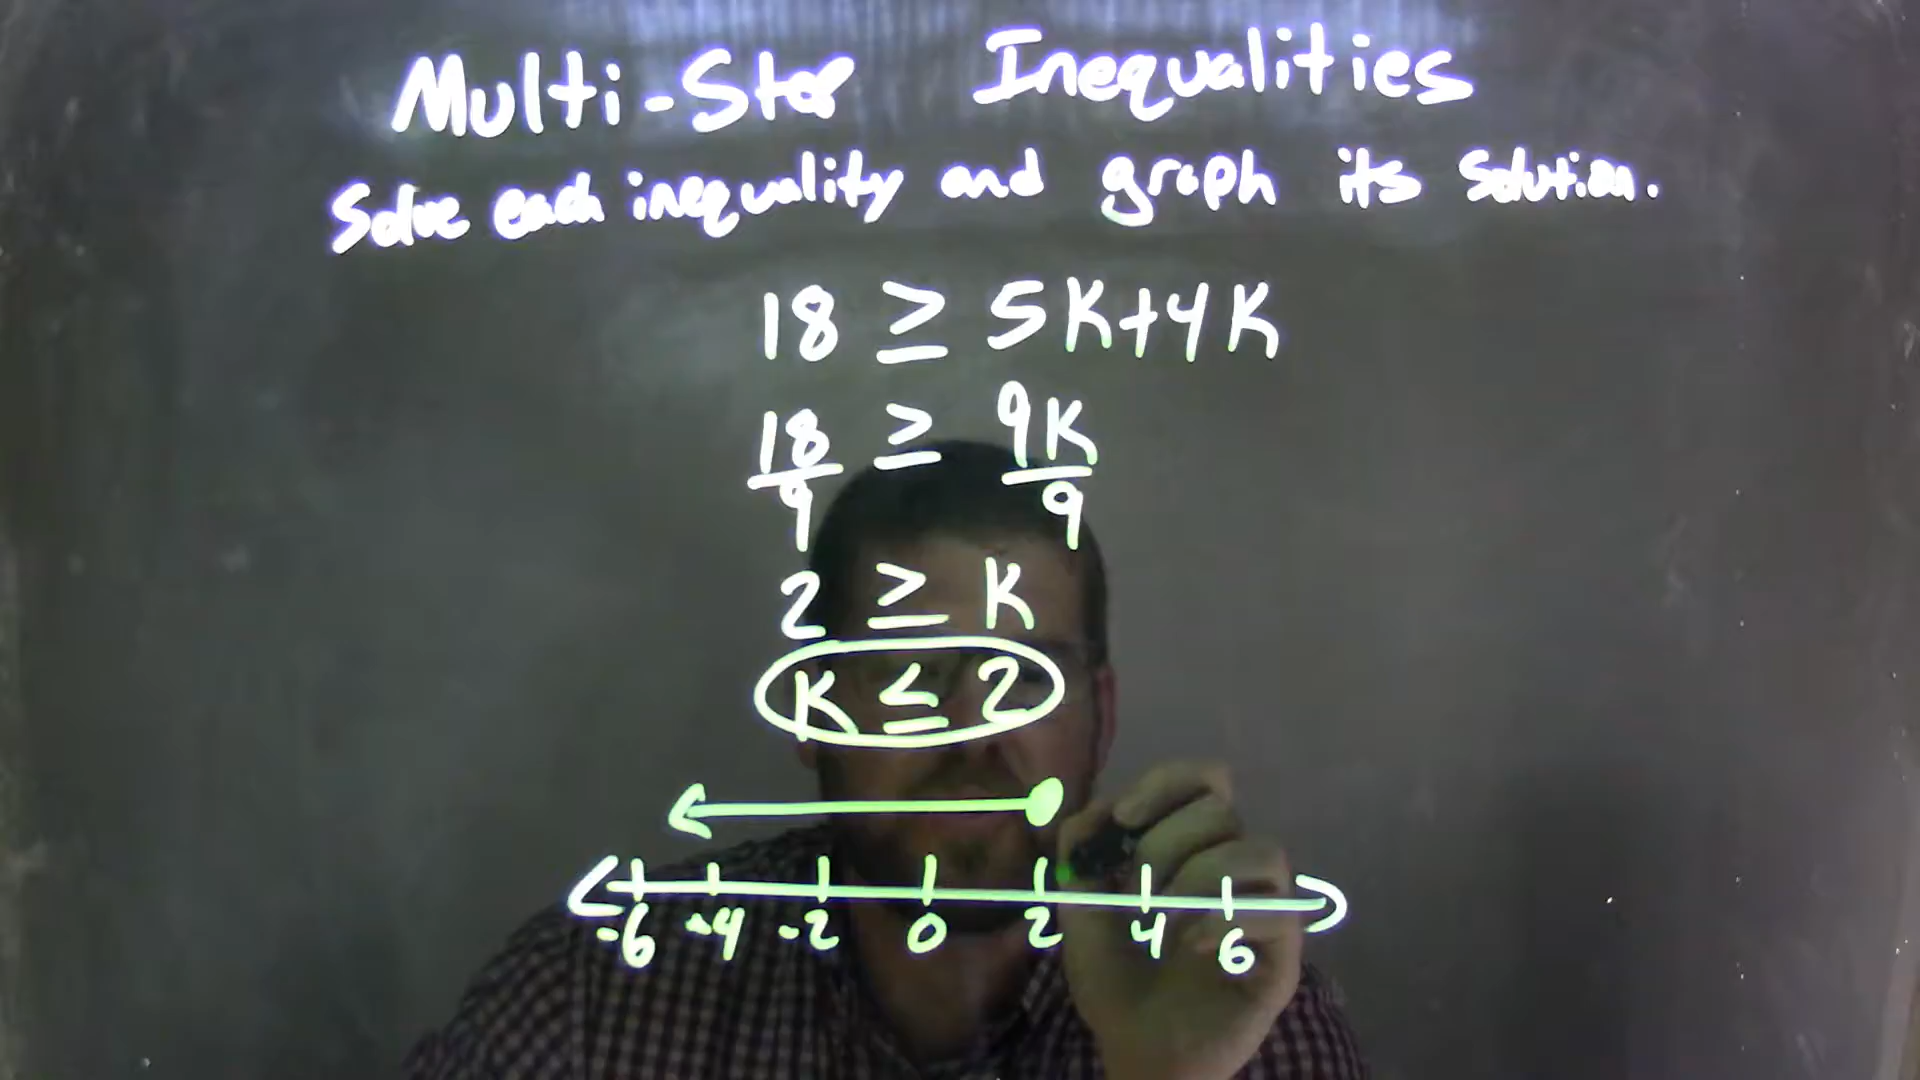 Multi-Step Inequalities
Solve each inequality and graph its solution.
18 ≥ 5K+4K
18/9 ≥ 9K/9
2 ≥ K
K ≤ 2
-6 -4 -2 0 2 4 6